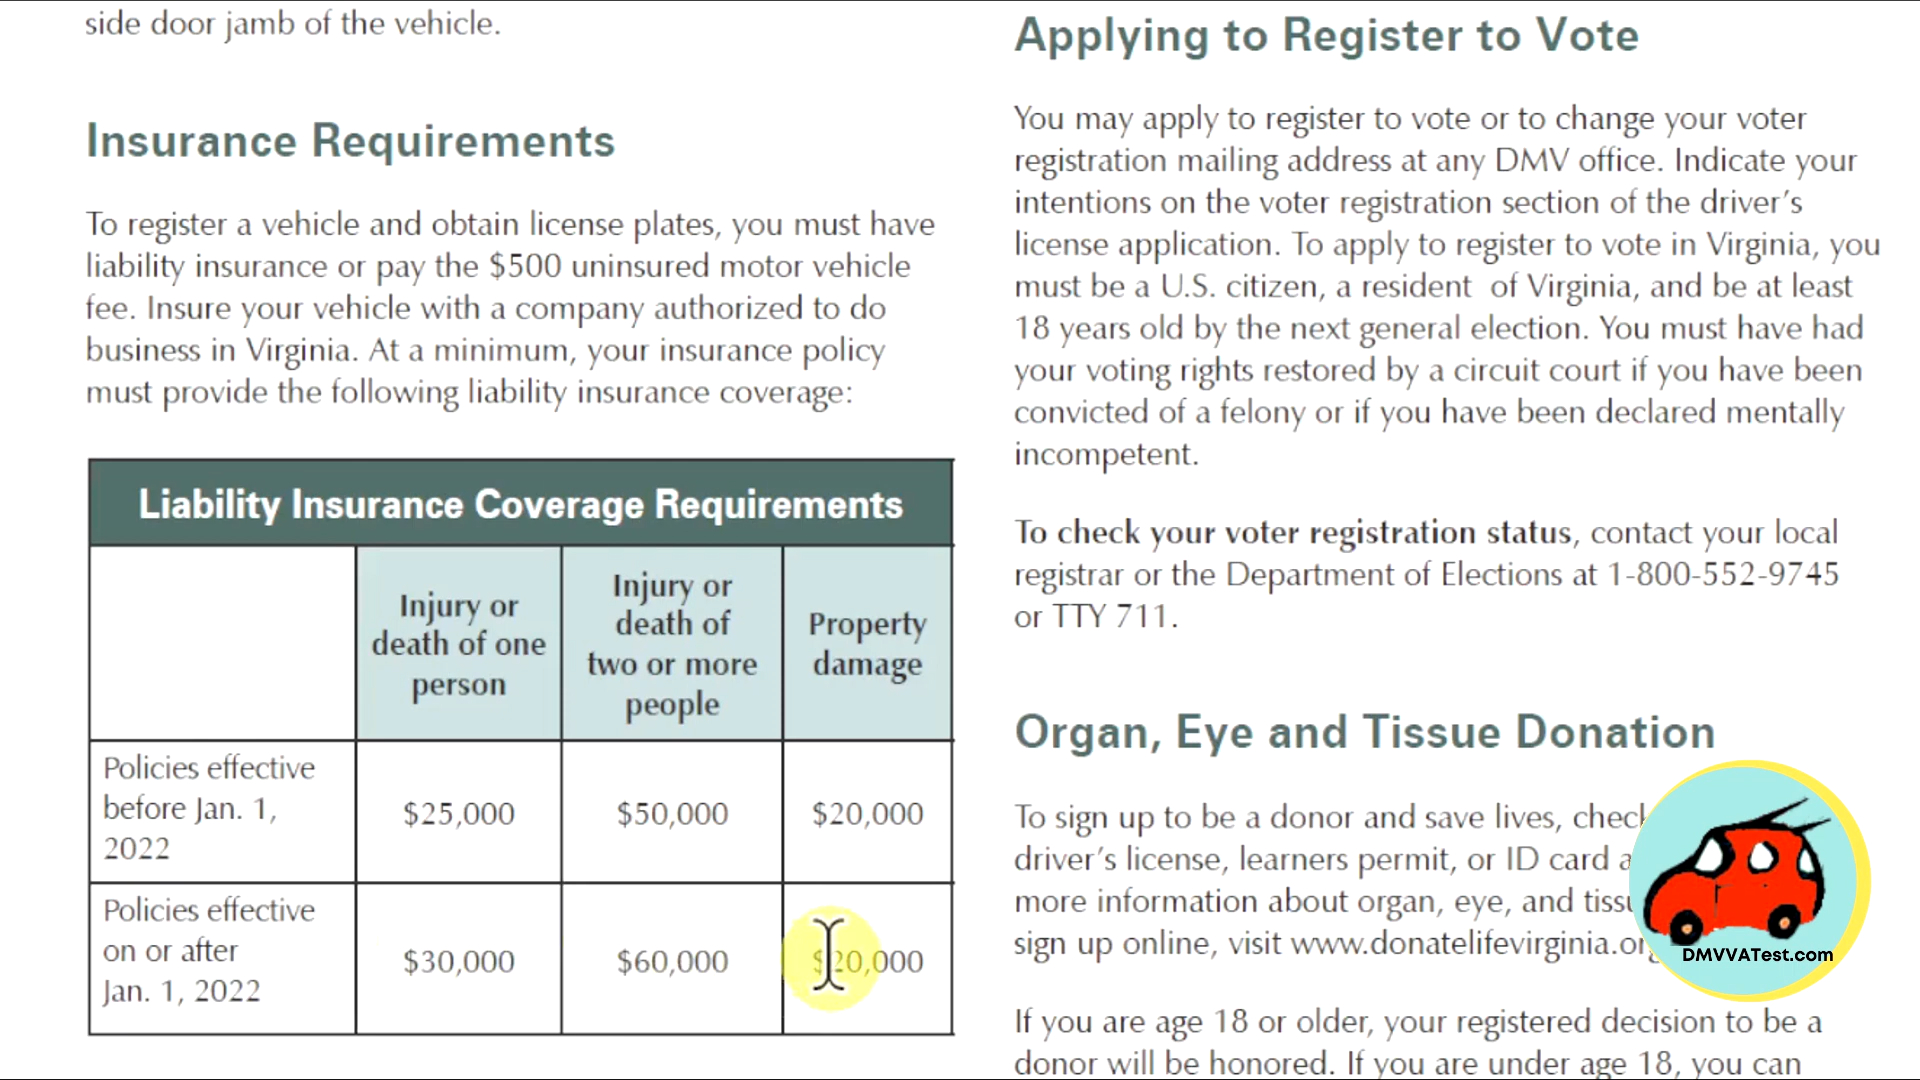 side door jamb of the vehicle.
Insurance Requirements
To register a vehicle and obtain license plates, you must have
liability insurance or pay the $500 uninsured motor vehicle
fee. Insure your vehicle with a company authorized to do
business in Virginia. At a minimum, your insurance policy
must provide the following liability insurance coverage:
Liability Insurance Coverage Requirements
Injury or
death of one
person
Injury or
death of
two or more
people
Property
damage
Policies effective
before Jan. 1,
2022
$25,000
$50,000
$20,000
Policies effective
on or after
Jan. 1, 2022
$30,000
$60,000
$20,000
Applying to Register to Vote
You may apply to register to vote or to change your voter
registration mailing address at any DMV office. Indicate your
intentions on the voter registration section of the driver's
license application. To apply to register to vote in Virginia, you
must be a U.S. citizen, a resident of Virginia, and be at least
18 years old by the next general election. You must have had
your voting rights restored by a circuit court if you have been
convicted of a felony or if you have been declared mentally
incompetent.
To check your voter registration status, contact your local
registrar or the Department of Elections at 1-800-552-9745
or TTY 711.
Organ, Eye and Tissue Donation
To sign up to be a donor and save lives,
driver's license, learners permit, or ID card
more information about organ, eye, and
sign up online, visit
If you are age 18 or older, your registered decision to be a
donor will be honored. If you are under age 18, you can
DMVVATest.com